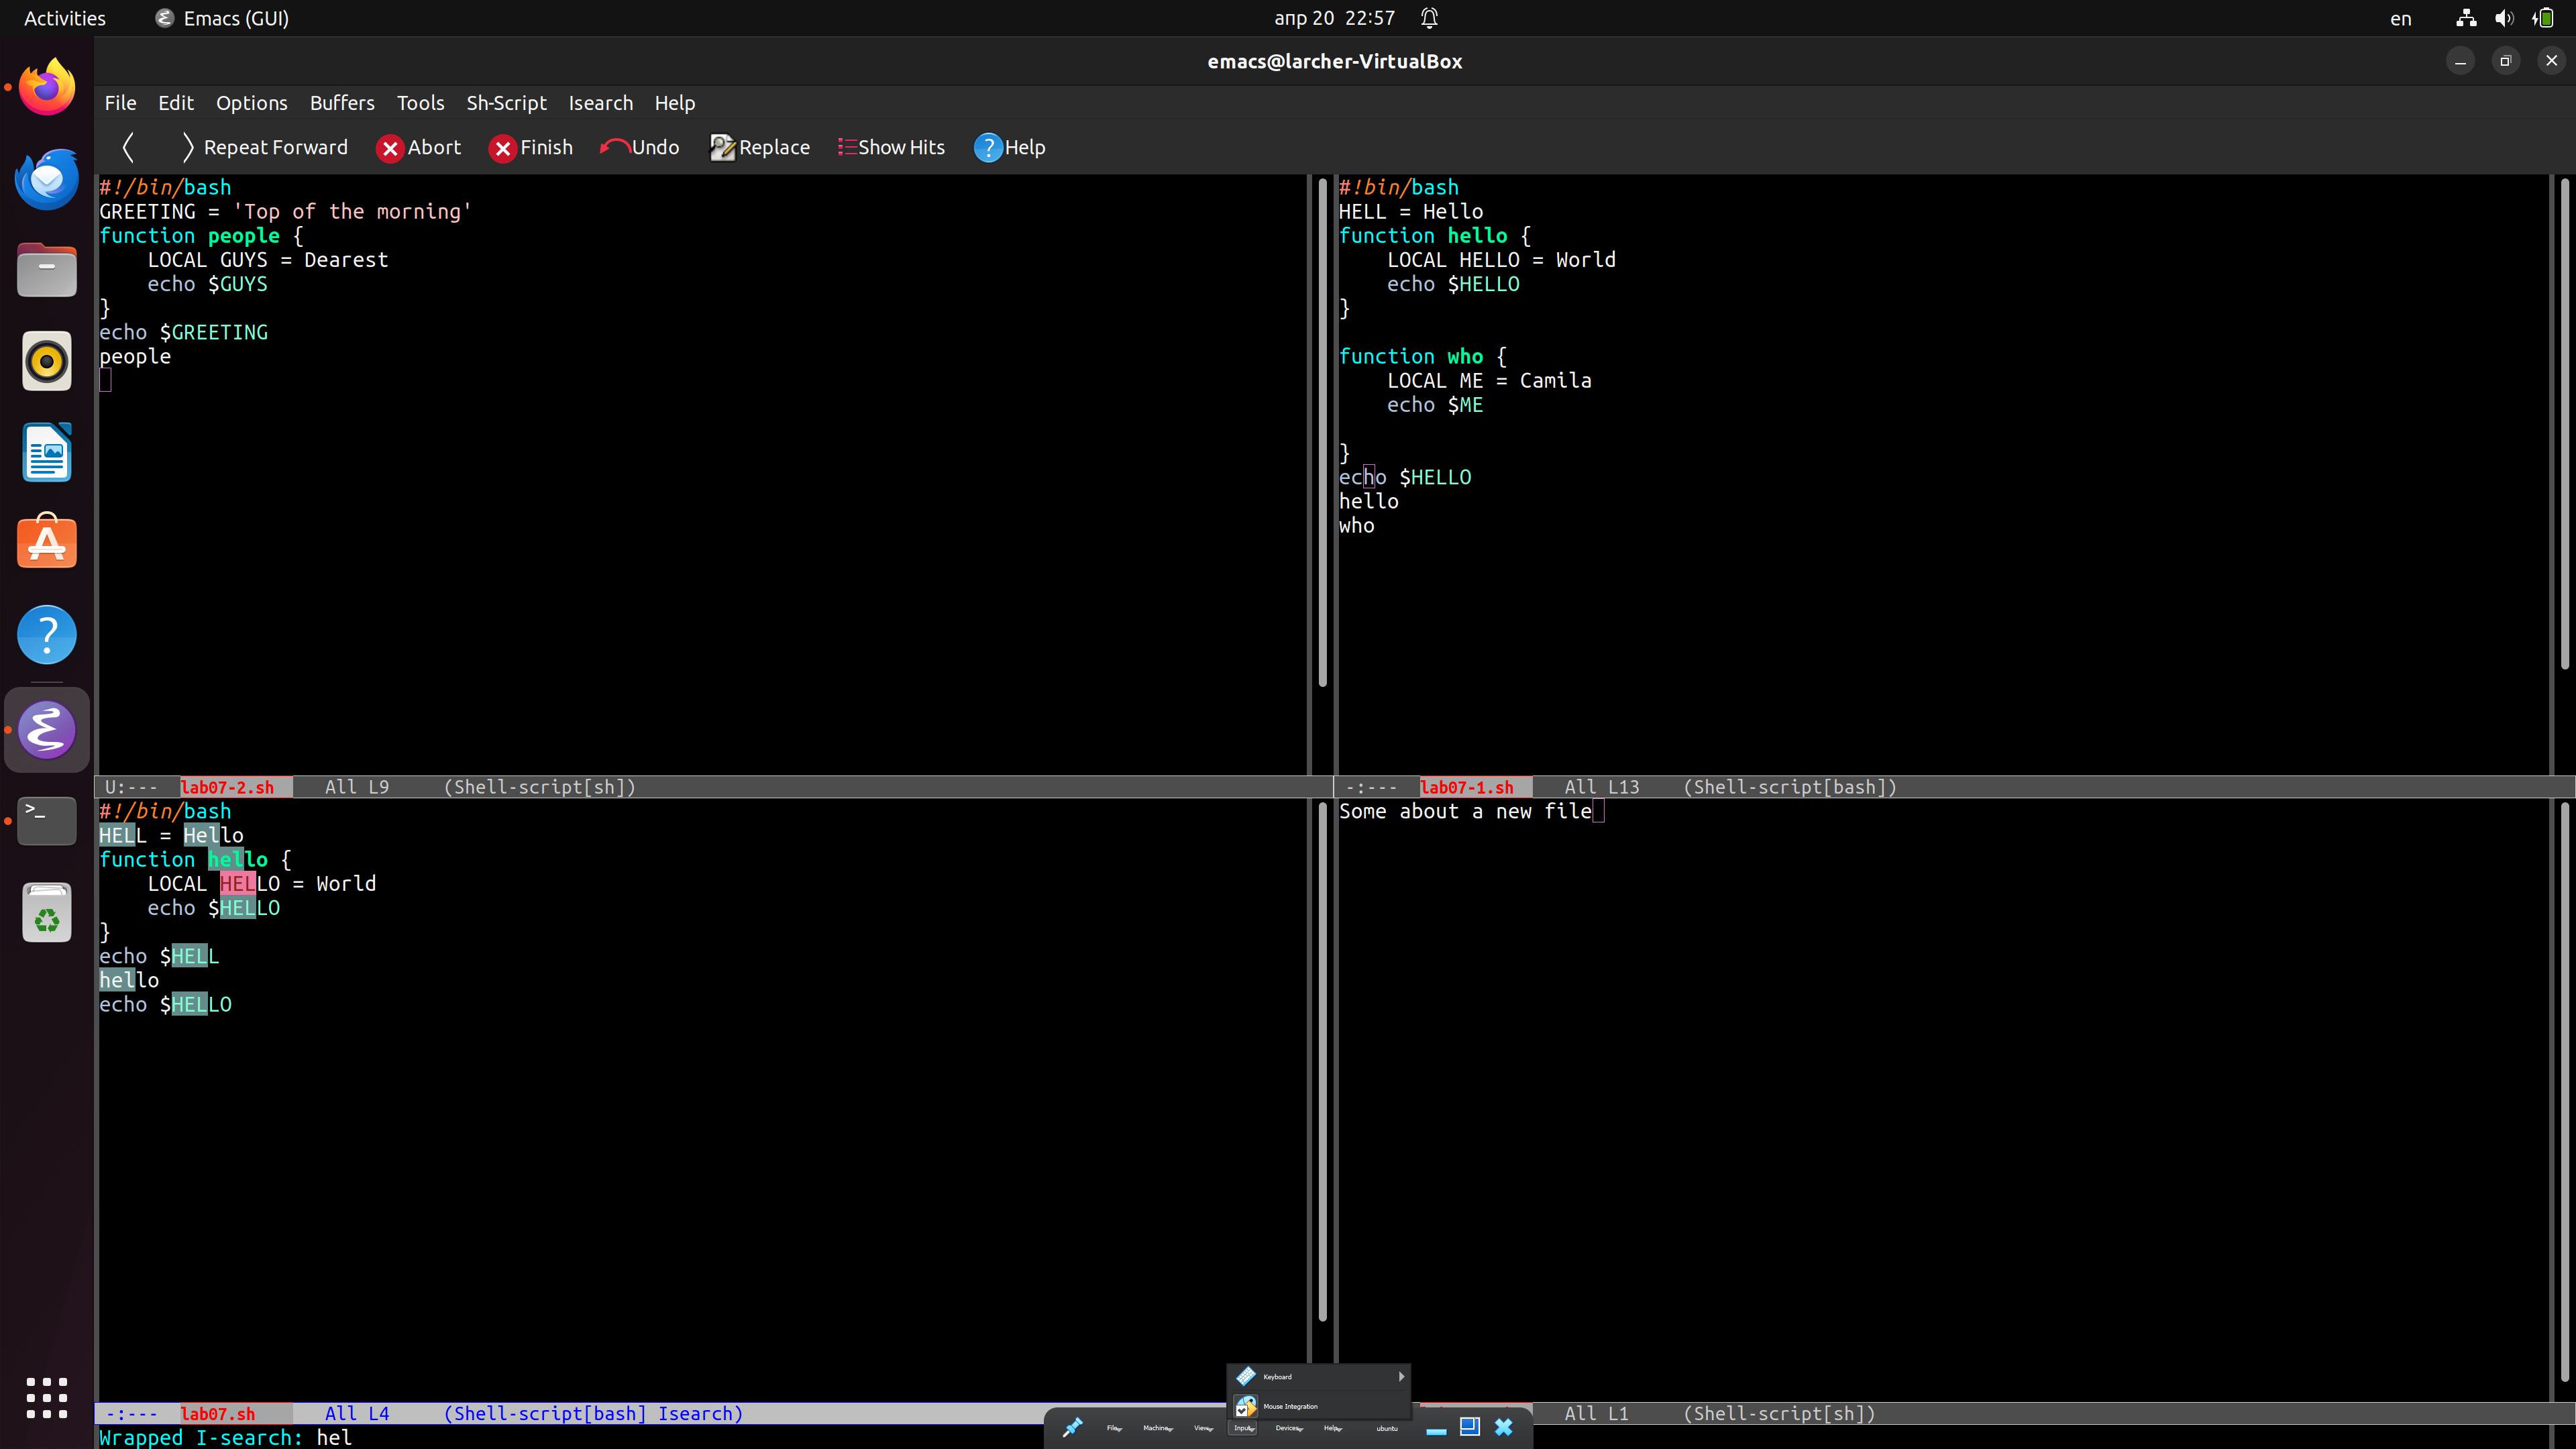 Activities Emacs (GUI) апр 20 22:57 en
emacs@larcher-VirtualBox
File Edit Options Buffers Tools Sh-Script Isearch Help
Repeat Forward Abort Finish Undo Replace Show Hits Help
#!/bin/bash
GREETING = 'Top of the morning'
function people {
    LOCAL GUYS = Dearest
    echo $GUYS
}
echo $GREETING
people
U:--- lab07-2.sh All L9 (Shell-script[sh])
#!bin/bash
HELL = Hello
function hello {
    LOCAL HELLO = World
    echo $HELLO
}
function who {
    LOCAL ME = Camila
    echo $ME
}
echo $HELLO
hello
who
-:--- lab07-1.sh All L13 (Shell-script[bash])
#!/bin/bash
HELL = Hello
function hello {
    LOCAL HELLO = World
    echo $HELLO
}
echo $HELL
hello
echo $HELLO
-:--- lab07.sh All L4 (Shell-script[bash] Isearch)
Some about a new file
All L1 (Shell-script[sh])
Wrapped I-search: hel
Keyboard
Mouse Integration
File Machine View Input Devices Help ubuntu